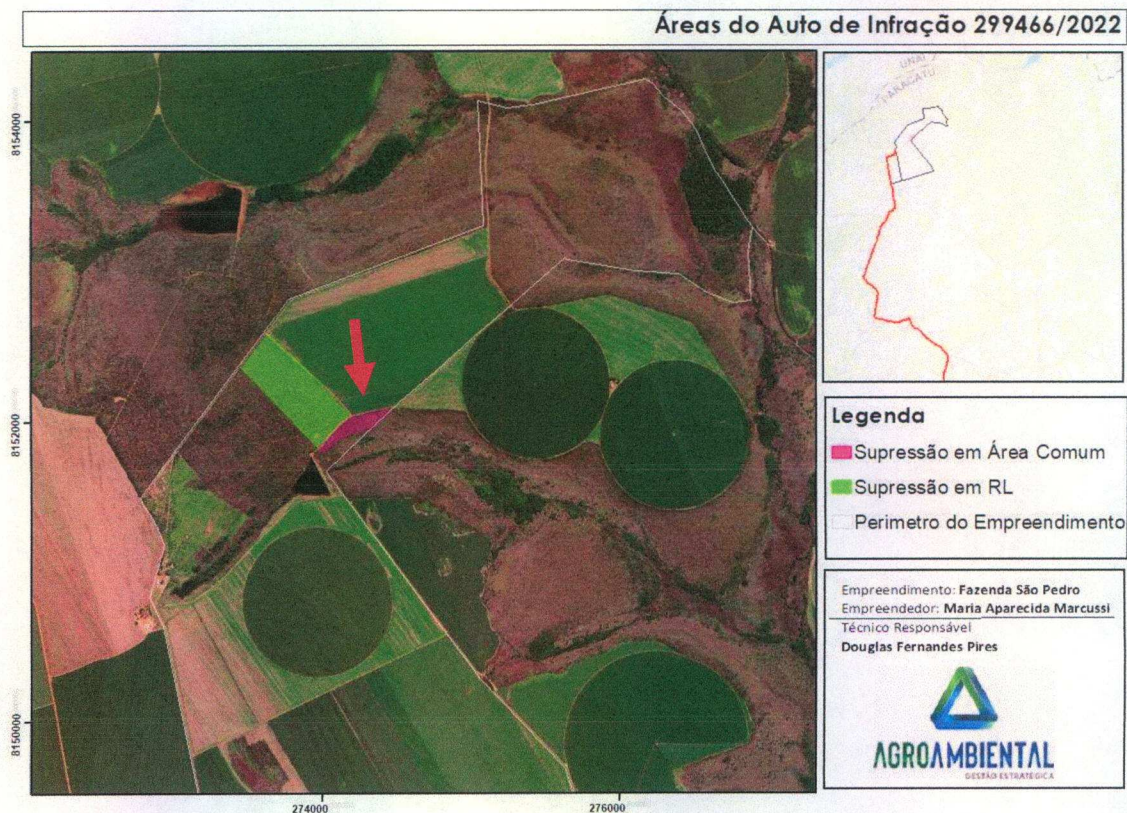 Áreas do Auto de Infração 299466/2022
8154000
8152000
8150000
274000
276000
UNAÍ
PARACATU
Legenda
Supressão em Área Comum
Supressão em RL
Perimetro do Empreendimento
Empreendimento: Fazenda São Pedro
Empreendedor: Maria Aparecida Marcussi
Técnico Responsável
Douglas Fernandes Pires
AGROAMBIENTAL
GESTÃO ESTRATÉGICA